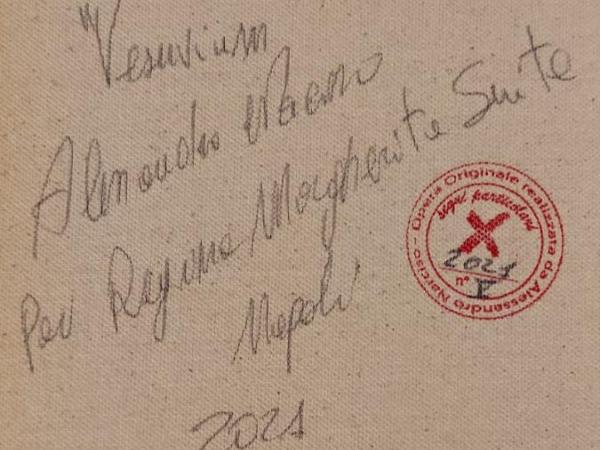 "Vesuvium
Alessandro Narciso
Per Regina Margherita Suite
Napoli
2021
Opera Originale realizzata da Alessandro Narciso -
segni particolari
X
2021
n° V